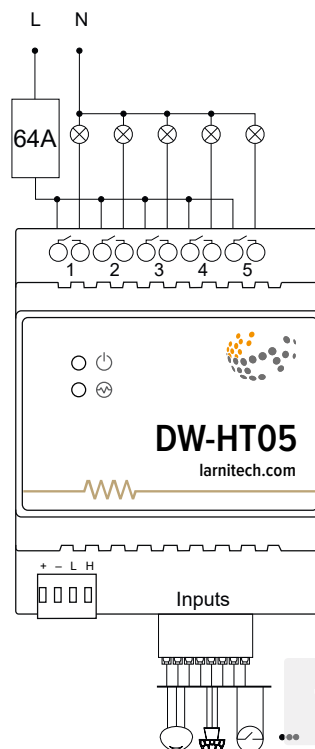 L N
64A
1 2 3 4 5
DW-HT05
larnitech.com
+ – L H
Inputs